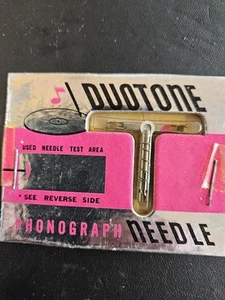 DUOTONE
USED NEEDLE TEST AREA
* SEE REVERSE SIDE
PHONOGRAPH NEEDLE